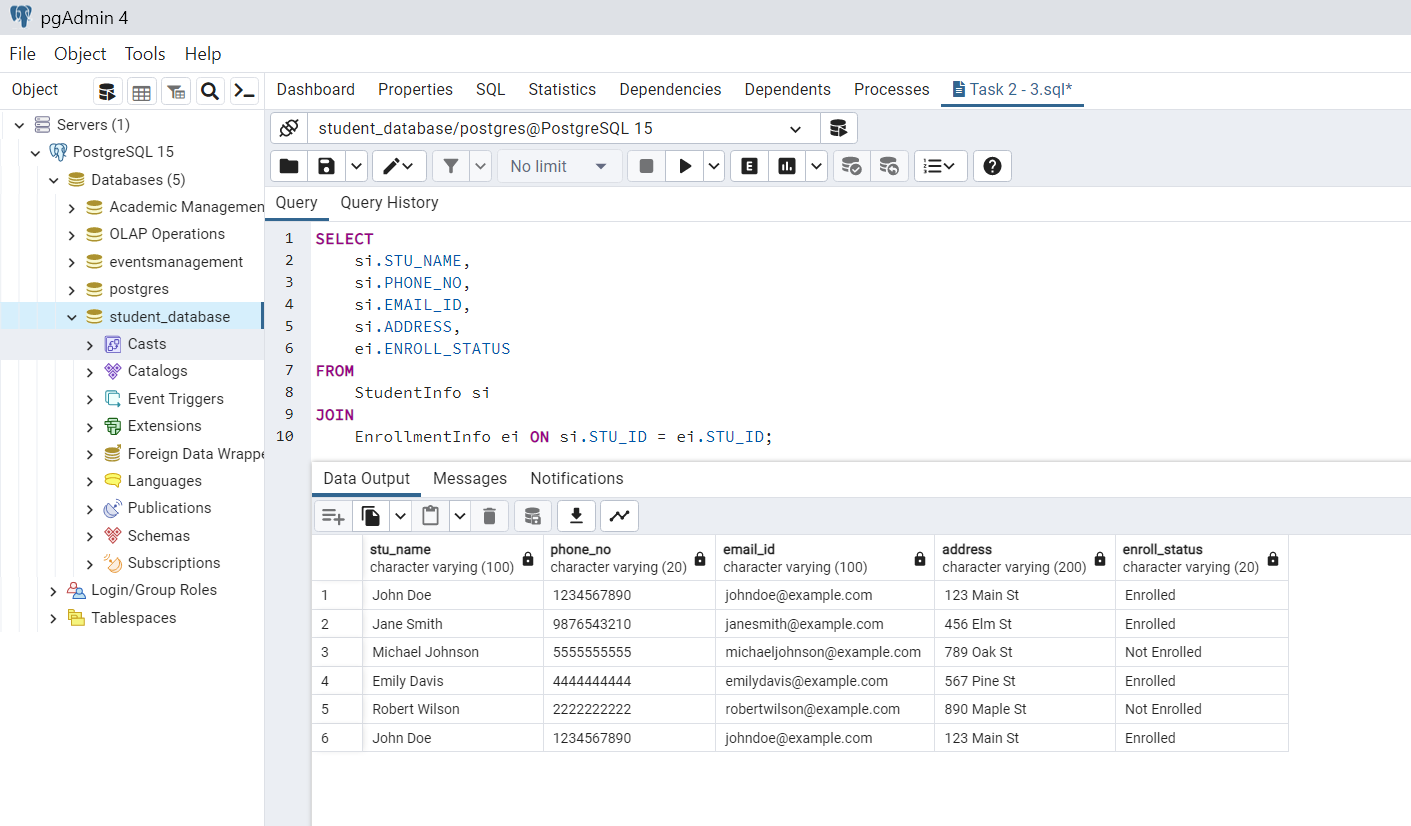 pgAdmin 4
File Object Tools Help
Object
Dashboard Properties SQL Statistics Dependencies Dependents Processes Task 2 - 3.sql*
Servers (1)
PostgreSQL 15
Databases (5)
Academic Managemen
OLAP Operations
eventsmanagement
postgres
student_database
Casts
Catalogs
Event Triggers
Extensions
Foreign Data Wrappe
Languages
Publications
Schemas
Subscriptions
Login/Group Roles
Tablespaces
student_database/postgres@PostgreSQL 15
No limit E
Query Query History
1 SELECT
2 si.STU_NAME,
3 si.PHONE_NO,
4 si.EMAIL_ID,
5 si.ADDRESS,
6 ei.ENROLL_STATUS
7 FROM
8 StudentInfo si
9 JOIN
10 EnrollmentInfo ei ON si.STU_ID = ei.STU_ID;
Data Output Messages Notifications
stu_name phone_no email_id address enroll_status
character varying (100) character varying (20) character varying (100) character varying (200) character varying (20)
1 John Doe 1234567890 johndoe@example.com 123 Main St Enrolled
2 Jane Smith 9876543210 janesmith@example.com 456 Elm St Enrolled
3 Michael Johnson 5555555555 michaeljohnson@example.com 789 Oak St Not Enrolled
4 Emily Davis 4444444444 emilydavis@example.com 567 Pine St Enrolled
5 Robert Wilson 2222222222 robertwilson@example.com 890 Maple St Not Enrolled
6 John Doe 1234567890 johndoe@example.com 123 Main St Enrolled